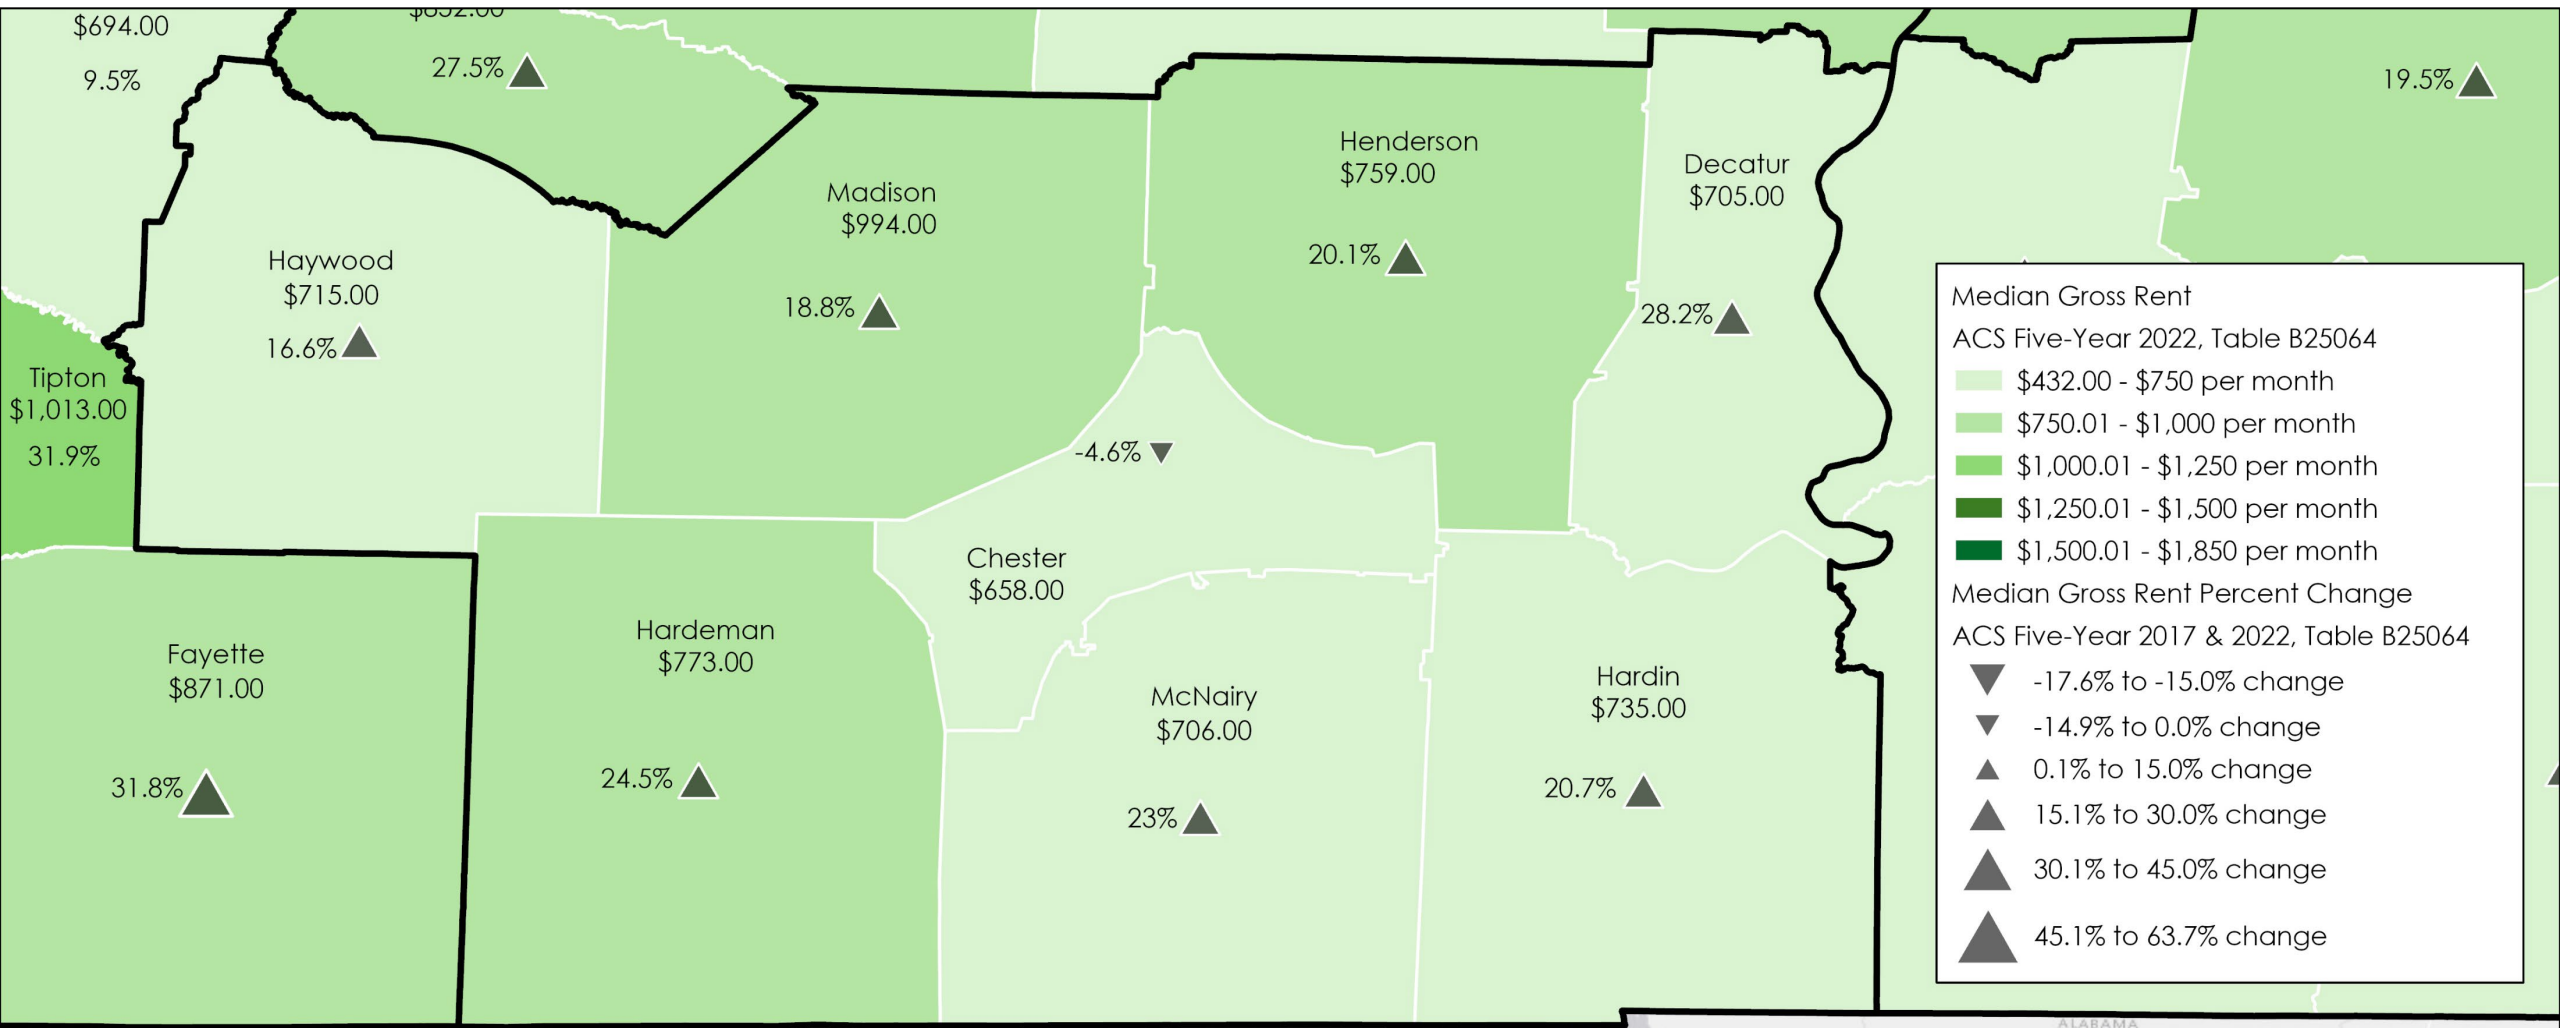 $694.00
9.5%
$852.00
27.5%
19.5%
Madison
$994.00
18.8%
Henderson
$759.00
20.1%
Decatur
$705.00
28.2%
Haywood
$715.00
16.6%
Tipton
$1,013.00
31.9%
-4.6%
Chester
$658.00
Fayette
$871.00
31.8%
Hardeman
$773.00
24.5%
McNairy
$706.00
23%
Hardin
$735.00
20.7%
Median Gross Rent
ACS Five-Year 2022, Table B25064
$432.00 - $750 per month
$750.01 - $1,000 per month
$1,000.01 - $1,250 per month
$1,250.01 - $1,500 per month
$1,500.01 - $1,850 per month
Median Gross Rent Percent Change
ACS Five-Year 2017 & 2022, Table B25064
-17.6% to -15.0% change
-14.9% to 0.0% change
0.1% to 15.0% change
15.1% to 30.0% change
30.1% to 45.0% change
45.1% to 63.7% change
ALABAMA